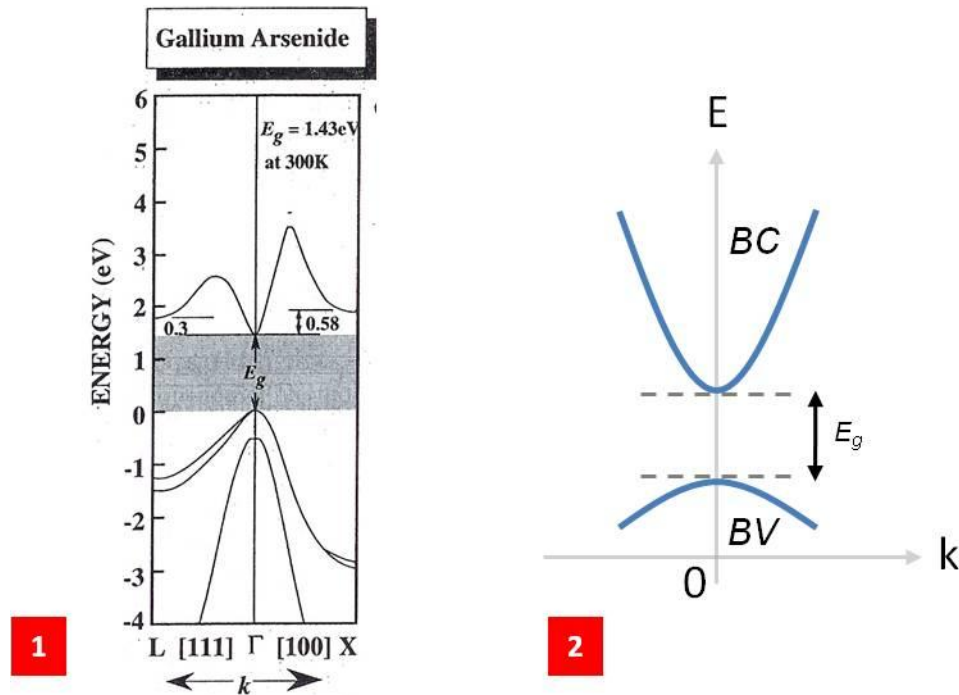 Gallium Arsenide
6
E_g = 1.43eV
at 300K
5
4
3
2
0.3
0.58
1
E_g
0
-1
-2
-3
-4
ENERGY (eV)
L [111] Γ [100] X
k
1
E
BC
E_g
BV
0
k
2